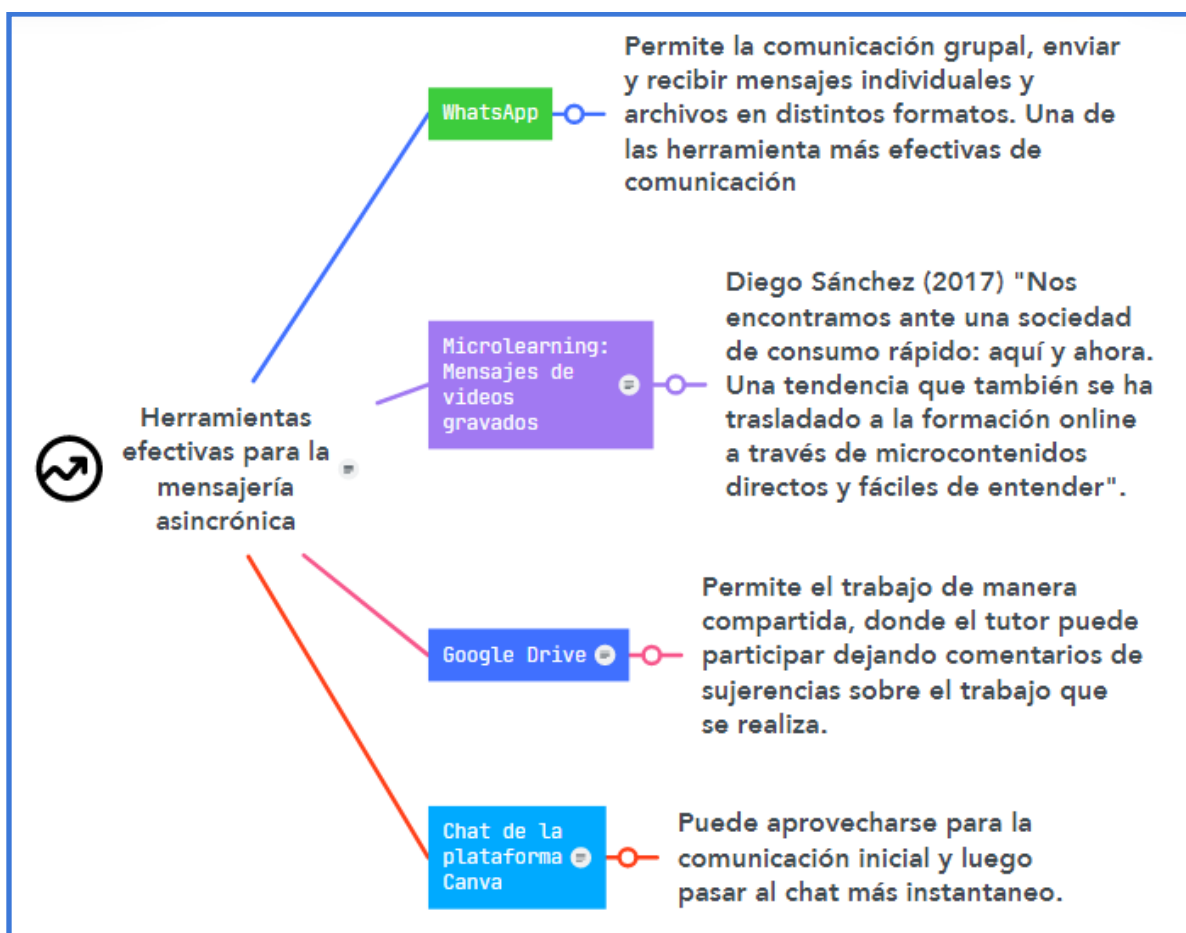 Herramientas
efectivas para la
mensajería
asincrónica
WhatsApp
Permite la comunicación grupal, enviar
y recibir mensajes individuales y
archivos en distintos formatos. Una de
las herramienta más efectivas de
comunicación
Microlearning:
Mensajes de
videos
gravados
Diego Sánchez (2017) "Nos
encontramos ante una sociedad
de consumo rápido: aquí y ahora.
Una tendencia que también se ha
trasladado a la formación online
a través de microcontenidos
directos y fáciles de entender".
Google Drive
Permite el trabajo de manera
compartida, donde el tutor puede
participar dejando comentarios de
sujerencias sobre el trabajo que
se realiza.
Chat de la
plataforma
Canva
Puede aprovecharse para la
comunicación inicial y luego
pasar al chat más instantaneo.